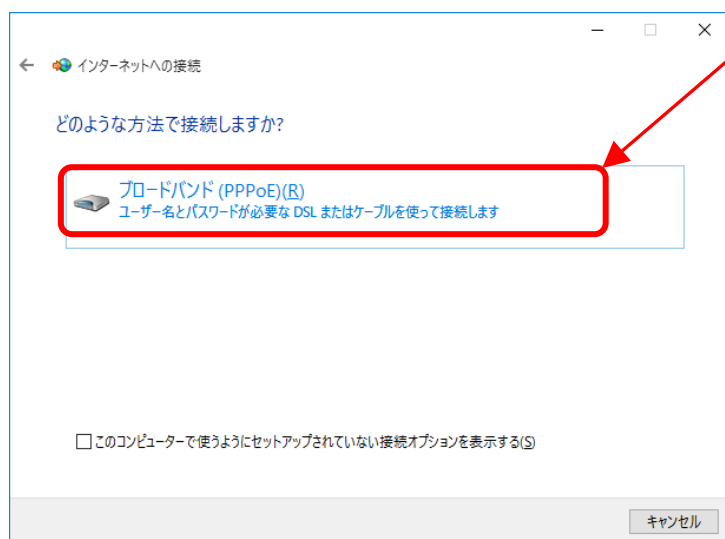 インターネットへの接続
どのような方法で接続しますか?
ブロードバンド (PPPoE)(R)
ユーザー名とパスワードが必要な DSL またはケーブルを使って接続します
このコンピューターで使うようにセットアップされていない接続オプションを表示する(S)
キャンセル